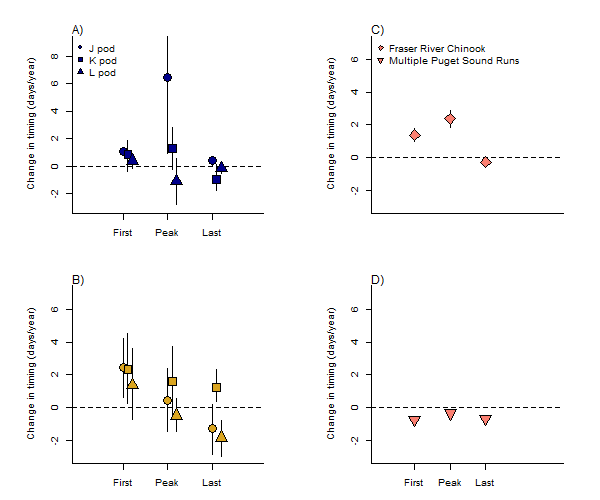 A)
J pod
K pod
L pod
Change in timing (days/year)
8
6
4
2
0
-2
First Peak Last
C)
Fraser River Chinook
Multiple Puget Sound Runs
Change in timing (days/year)
6
4
2
0
-2
B)
Change in timing (days/year)
6
4
2
0
-2
First Peak Last
D)
Change in timing (days/year)
6
4
2
0
-2
First Peak Last